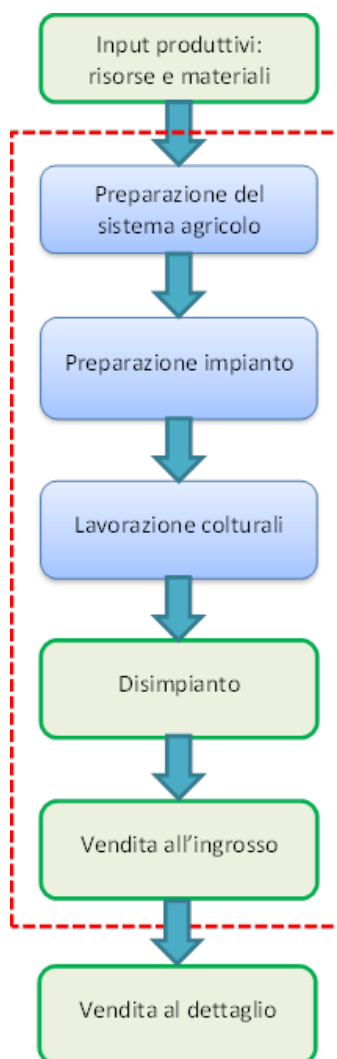 Input produttivi:
risorse e materiali
Preparazione del
sistema agricolo
Preparazione impianto
Lavorazione colturali
Disimpianto
Vendita all'ingrosso
Vendita al dettaglio